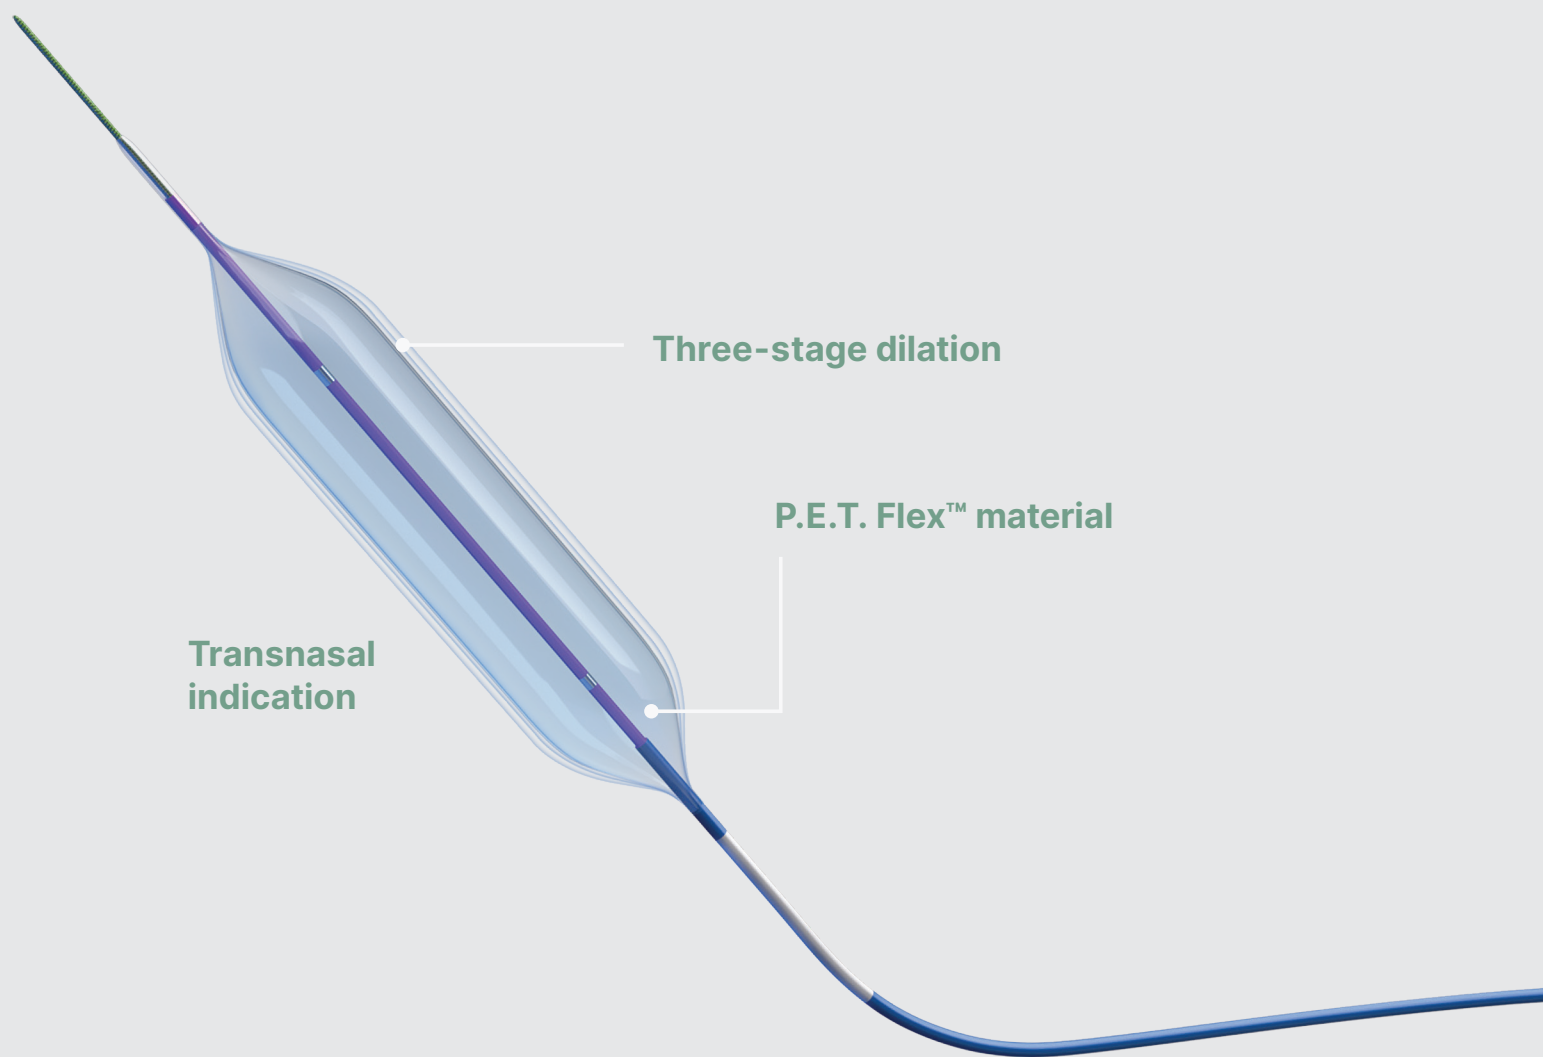 Three-stage dilation
P.E.T. Flex™ material
Transnasal
indication